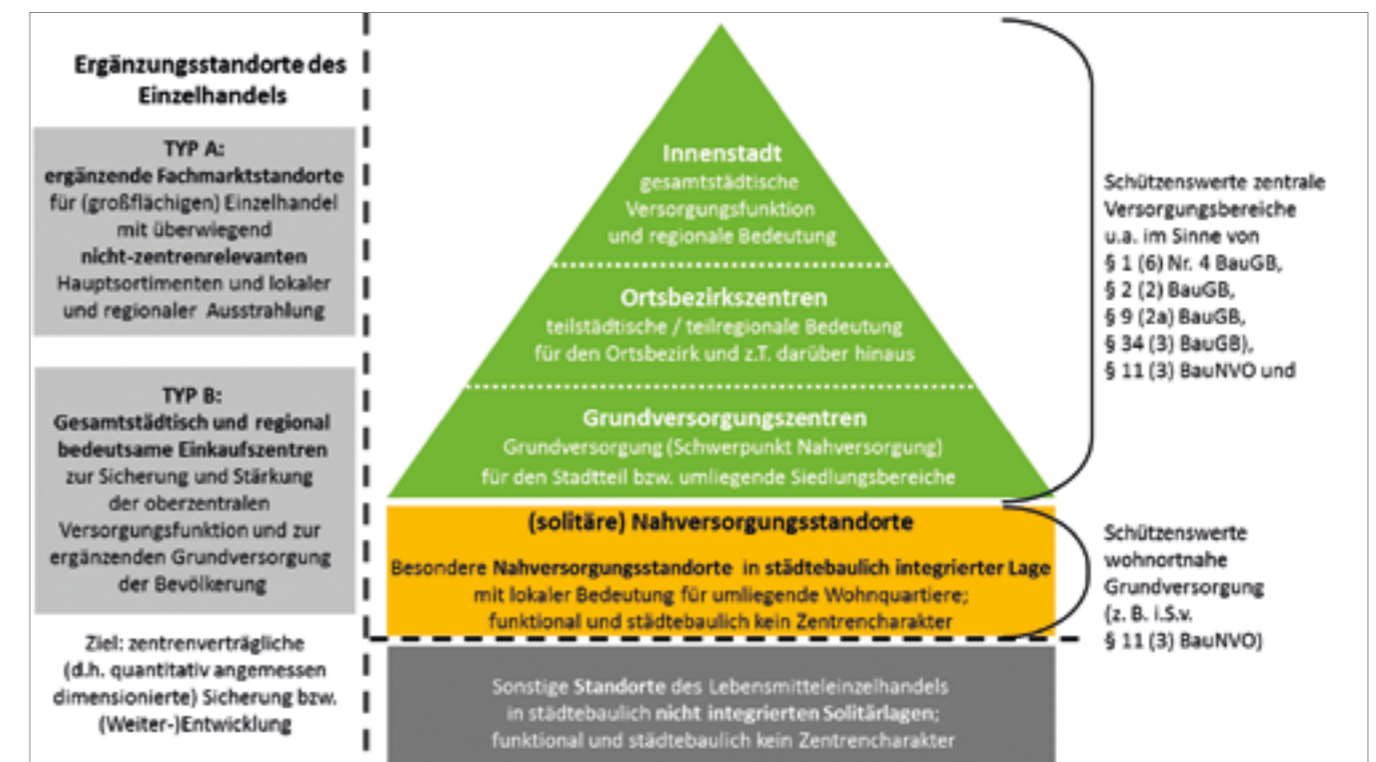 Ergänzungsstandorte des
Einzelhandels
TYP A:
ergänzende Fachmarktstandorte
für (großflächigen) Einzelhandel
mit überwiegend
nicht-zentrenrelevanten
Hauptsortimenten und lokaler
und regionaler Ausstrahlung
TYP B:
Gesamtstädtisch und regional
bedeutsame Einkaufszentren
zur Sicherung und Stärkung
der oberzentralen
Versorgungsfunktion und zur
ergänzenden Grundversorgung
der Bevölkerung
Ziel: zentrenverträgliche
(d.h. quantitativ angemessen
dimensionierte) Sicherung bzw.
(Weiter-)Entwicklung
Innenstadt
gesamtstädtische
Versorgungsfunktion
und regionale Bedeutung
Ortsbezirkszentren
teilstädtische / teilregionale Bedeutung
für den Ortsbezirk und z.T. darüber hinaus
Grundversorgungszentren
Grundversorgung (Schwerpunkt Nahversorgung)
für den Stadtteil bzw. umliegende Siedlungsbereiche
(solitäre) Nahversorgungsstandorte
Besondere Nahversorgungsstandorte in städtebaulich integrierter Lage
mit lokaler Bedeutung für umliegende Wohnquartiere;
funktional und städtebaulich kein Zentrencharakter
Sonstige Standorte des Lebensmitteleinzelhandels
in städtebaulich nicht integrierten Solitärlagen;
funktional und städtebaulich kein Zentrencharakter
Schützenswerte zentrale
Versorgungsbereiche
u.a. im Sinne von
§ 1 (6) Nr. 4 BauGB,
§ 2 (2) BauGB,
§ 9 (2a) BauGB,
§ 34 (3) BauGB),
§ 11 (3) BauNVO und
Schützenswerte
wohnortnahe
Grundversorgung
(z. B. i.S.v.
§ 11 (3) BauNVO)